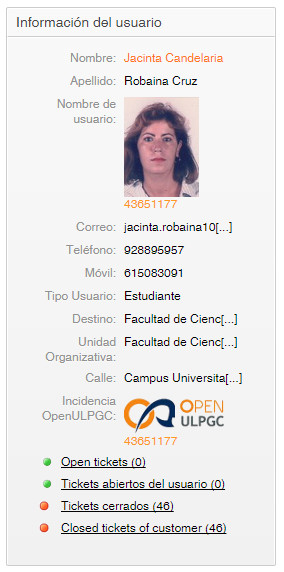 Información del usuario
Nombre: Jacinta Candelaria
Apellido: Robaina Cruz
Nombre de
usuario:
43651177
Correo: jacinta.robaina10[...]
Teléfono: 928895957
Móvil: 615083091
Tipo Usuario: Estudiante
Destino: Facultad de Cienc[...]
Unidad
Organizativa: Facultad de Cienc[...]
Calle: Campus Universita[...]
Incidencia
OpenULPGC:
OPEN
ULPGC
43651177
Open tickets (0)
Tickets abiertos del usuario (0)
Tickets cerrados (46)
Closed tickets of customer (46)